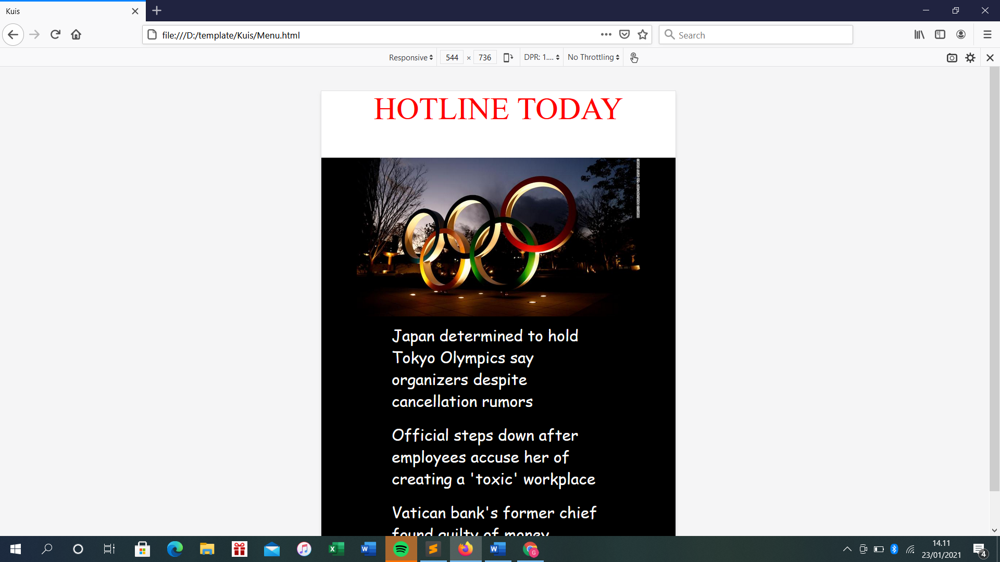 Kuis
file:///D:/template/Kuis/Menu.html
Search
Responsive
544 × 736
DPR: 1....
No Throttling
HOTLINE TODAY
Japan determined to hold
Tokyo Olympics say
organizers despite
cancellation rumors
Official steps down after
employees accuse her of
creating a 'toxic' workplace
Vatican bank's former chief
found guilty of money
14.11
23/01/2021
4